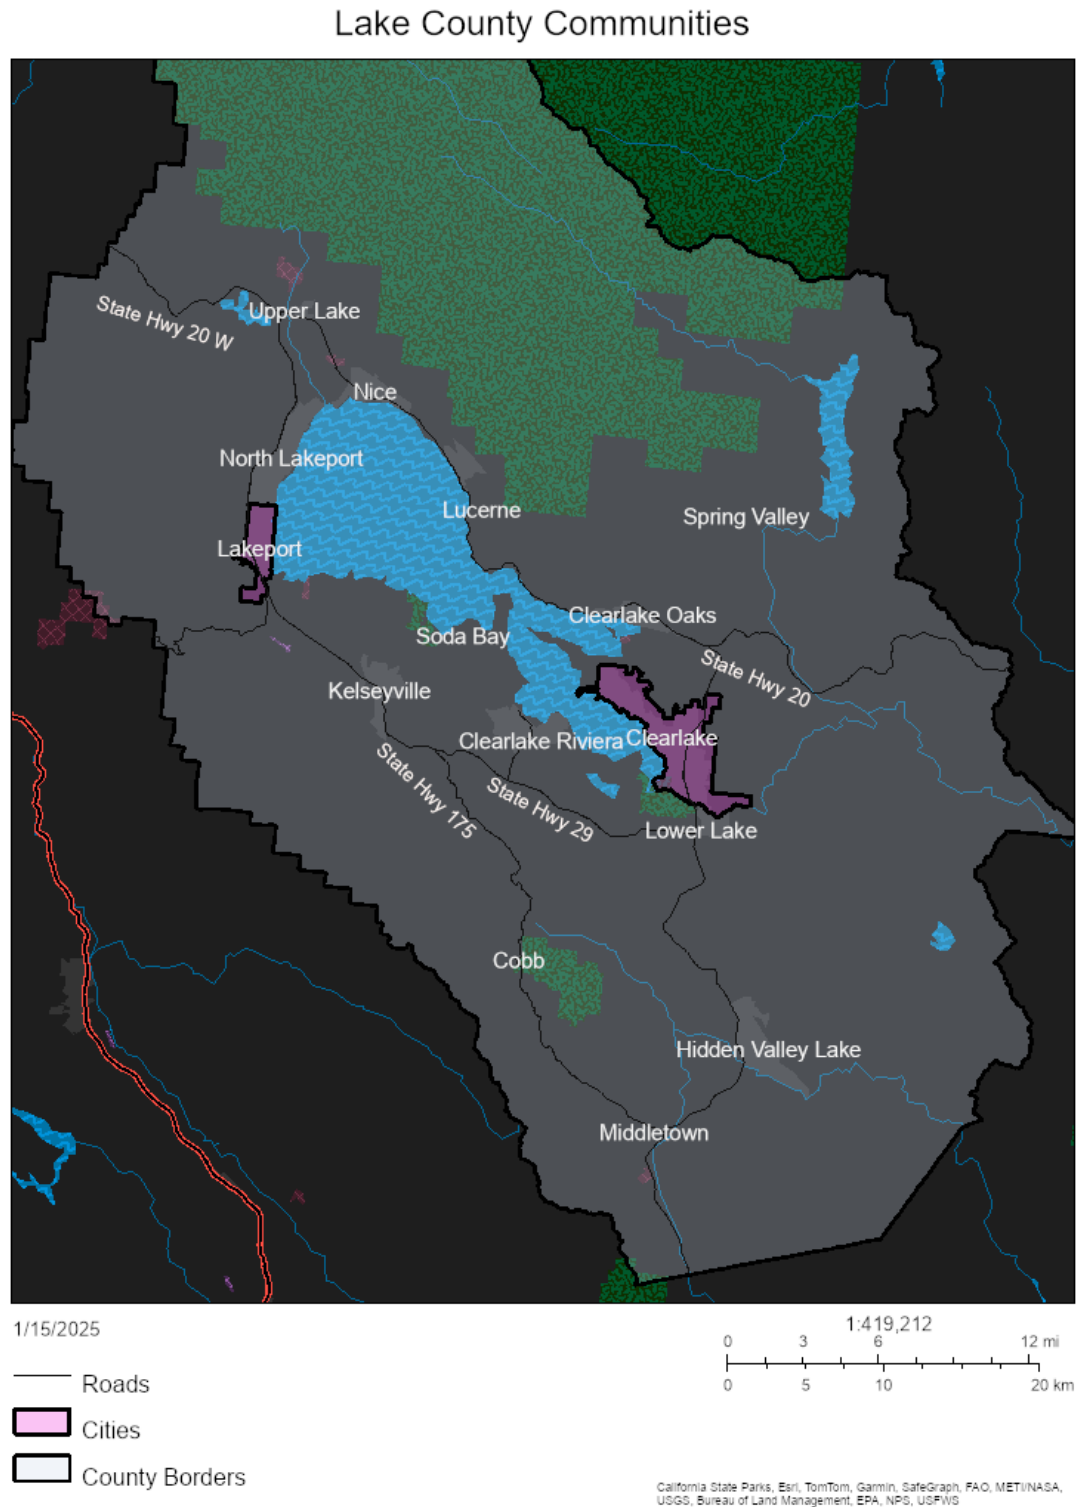 Lake County Communities
Upper Lake
State Hwy 20 W
Nice
North Lakeport
Lucerne
Spring Valley
Lakeport
Clearlake Oaks
Soda Bay
State Hwy 20
Kelseyville
Clearlake Riviera
Clearlake
State Hwy 175
State Hwy 29
Lower Lake
Cobb
Hidden Valley Lake
Middletown
1/15/2025
1:419,212
0 3 6 12 mi
0 5 10 20 km
Roads
Cities
County Borders
California State Parks, Esri, TomTom, Garmin, SafeGraph, FAO, METI/NASA,
USGS, Bureau of Land Management, EPA, NPS, USFWS